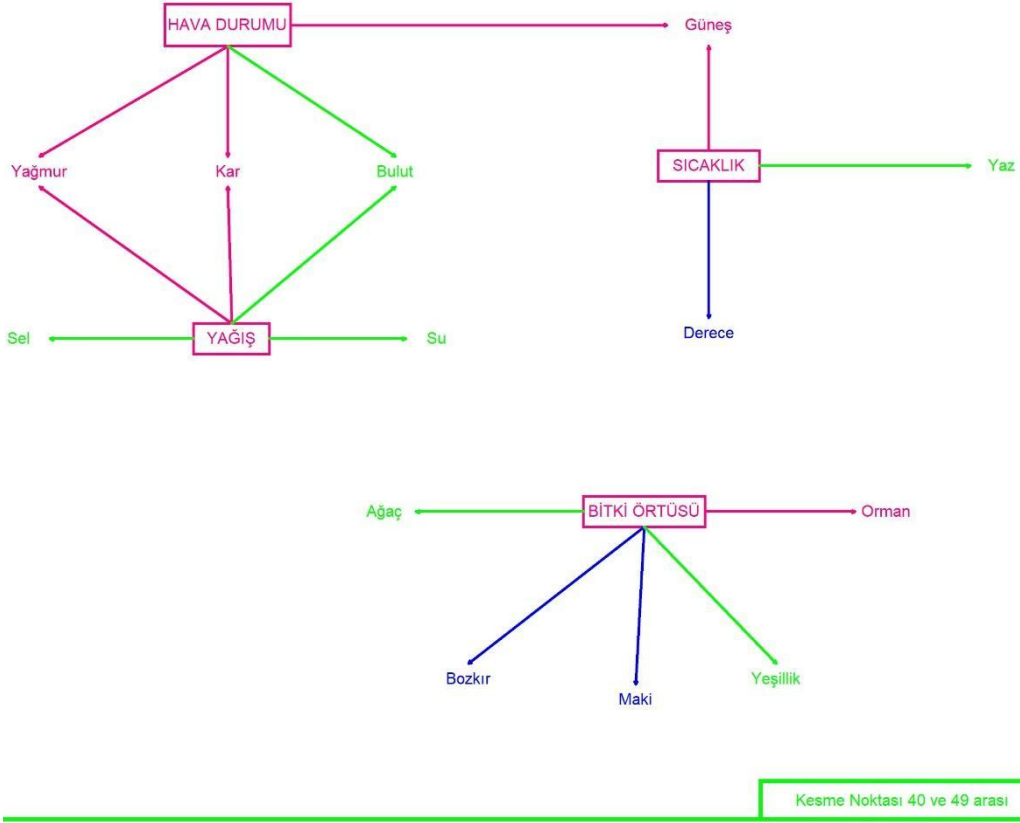 HAVA DURUMU
Güneş
Yağmur
Kar
Bulut
SICAKLIK
Yaz
Sel
YAĞIŞ
Su
Derece
Ağaç
BİTKİ ÖRTÜSÜ
Orman
Bozkır
Maki
Yeşillik
Kesme Noktası 40 ve 49 arası